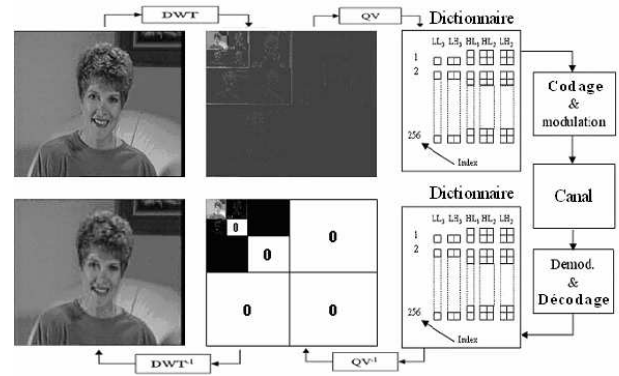 DWT
QV
Dictionnaire
LL3 LH3 HL3 HL2 LH2
1
2
256
Index
Codage
&
modulation
Canal
Demod.
&
Décodage
Dictionnaire
LL3 LH3 HL3 HL2 LH2
1
2
256
Index
0
0
0
0
0
DWT-1
QV-1